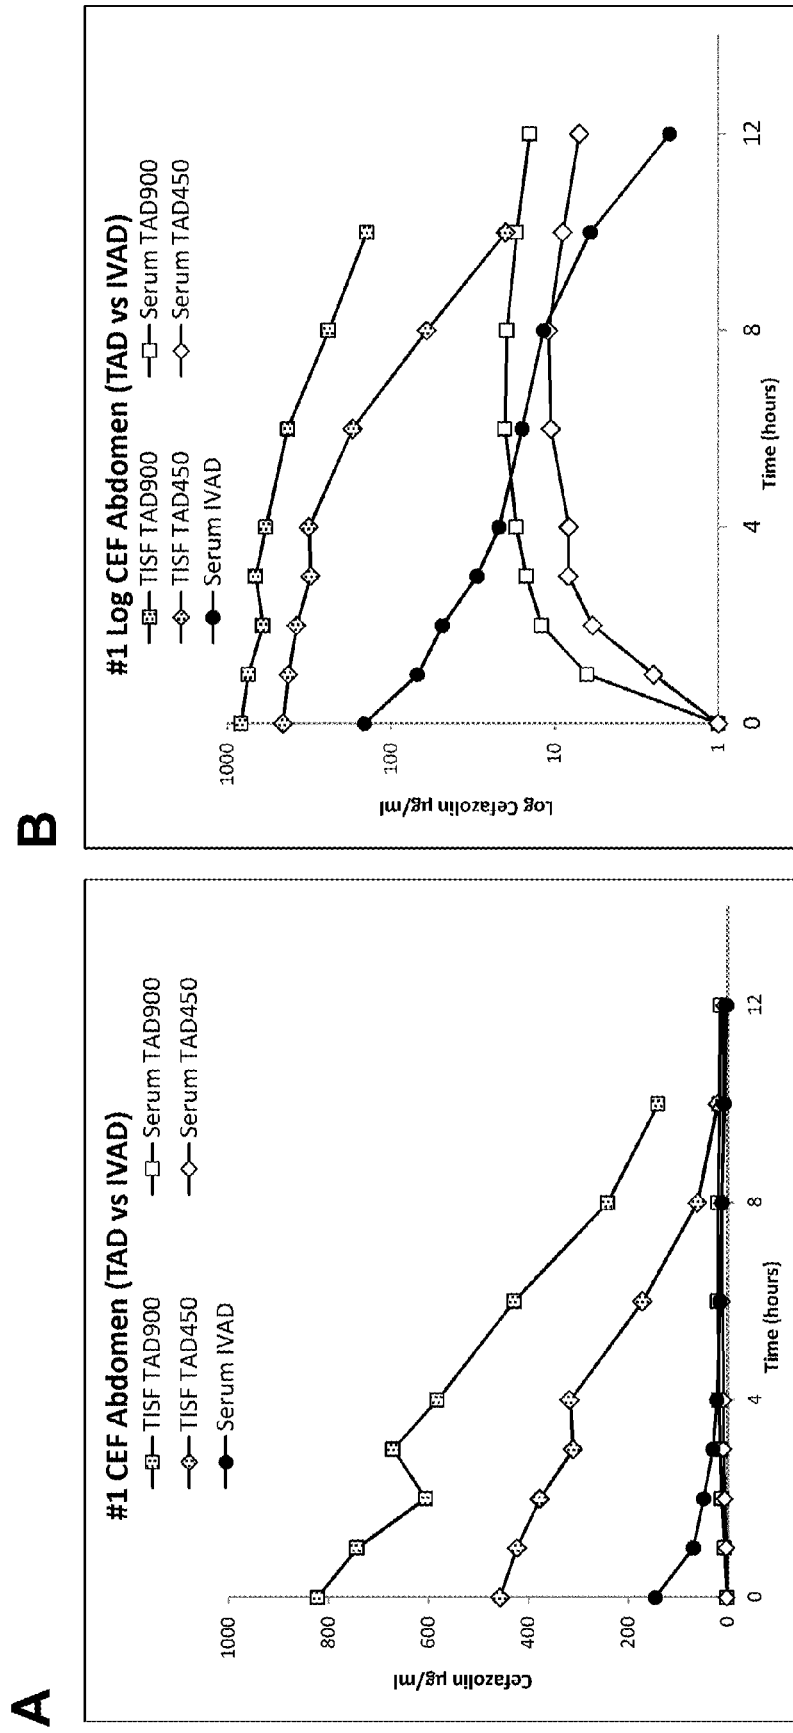 A
#1 CEF Abdomen (TAD vs IVAD)
TISF TAD900
Serum TAD900
TISF TAD450
Serum TAD450
Serum IVAD
Cefazolin µg/ml
1000
800
600
400
200
0
0
4
8
12
Time (hours)
B
#1 Log CEF Abdomen (TAD vs IVAD)
TISF TAD900
Serum TAD900
TISF TAD450
Serum TAD450
Serum IVAD
Log Cefazolin µg/ml
1000
100
10
1
0
4
8
12
Time (hours)